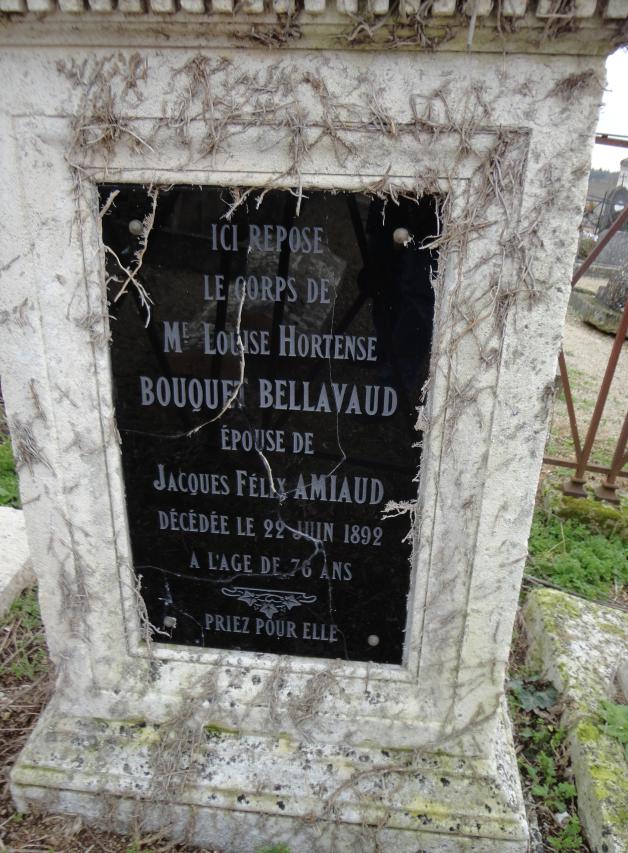 ICI REPOSE
LE CORPS DE
ME LOUISE HORTENSE
BOUQUET BELLAVAUD
ÉPOUSE DE
JACQUES FÉLIX AMIAUD
DÉCÉDÉE LE 22 JUIN 1892
A L'AGE DE 76 ANS
PRIEZ POUR ELLE